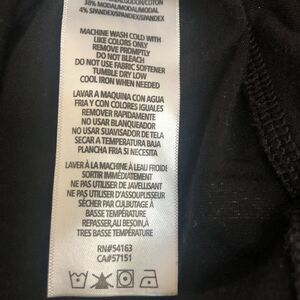 38% MODAL/MODAL/MODAL
4% SPANDEX/SPANDEX/SPANDEX
MACHINE WASH COLD WITH
LIKE COLORS ONLY
REMOVE PROMPTLY
DO NOT BLEACH
DO NOT USE FABRIC SOFTENER
TUMBLE DRY LOW
COOL IRON WHEN NEEDED
LAVAR A MAQUINA CON AGUA
FRIA Y CON COLORES IGUALES
REMOVER RAPIDAMENTE
NO USAR BLANQUEADOR
NO USAR SUAVISADOR DE TELA
SECAR A TEMPERATURA BAJA
PLANCHA FRIA SI NECESITA
LAVER À LA MACHINE À L'EAU FROIDE
SORTIR IMMÉDIATEMENT
NE PAS UTILISER DE JAVELLISANT
NE PAS UTILISER D'ASSOUPLISSEUR
SÉCHER PAR CULBUTAGE À
BASSE TEMPÉRATURE
REPASSER,AU BESOIN,À
TRES BASSE TEMPÉRATURE
RN#54163
CA#57151